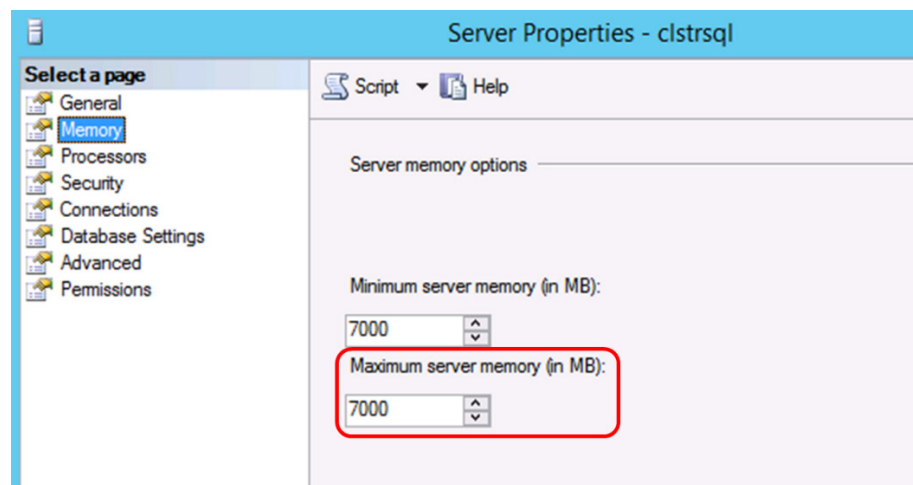 Server Properties - clstrsql
Select a page
General
Memory
Processors
Security
Connections
Database Settings
Advanced
Permissions
Script
Help
Server memory options
Minimum server memory (in MB):
7000
Maximum server memory (in MB):
7000